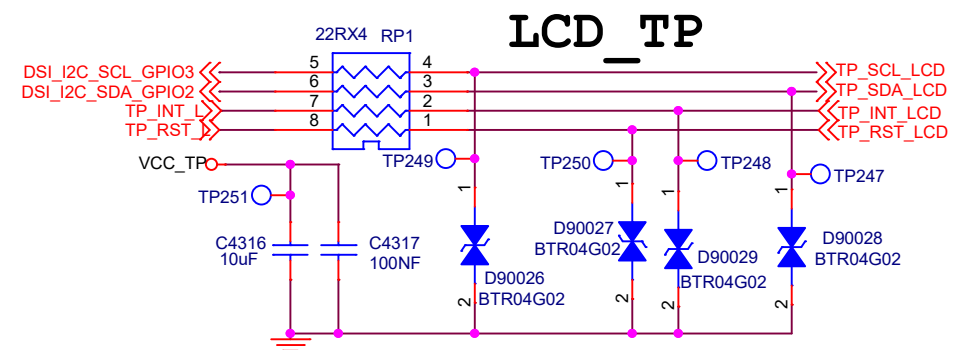 LCD_TP
22RX4 RP1
DSI_I2C_SCL_GPIO3 5 4 TP_SCL_LCD
DSI_I2C_SDA_GPIO2 6 3 TP_SDA_LCD
TP_INT_L 7 2 TP_INT_LCD
TP_RST_L 8 1 TP_RST_LCD
VCC_TP TP249 TP250 TP248 TP247
TP251 1 1 1 1
C4316 10uF
C4317 100NF
D90026 BTR04G02
D90027 BTR04G02
D90029 BTR04G02
D90028 BTR04G02
2 2 2 2